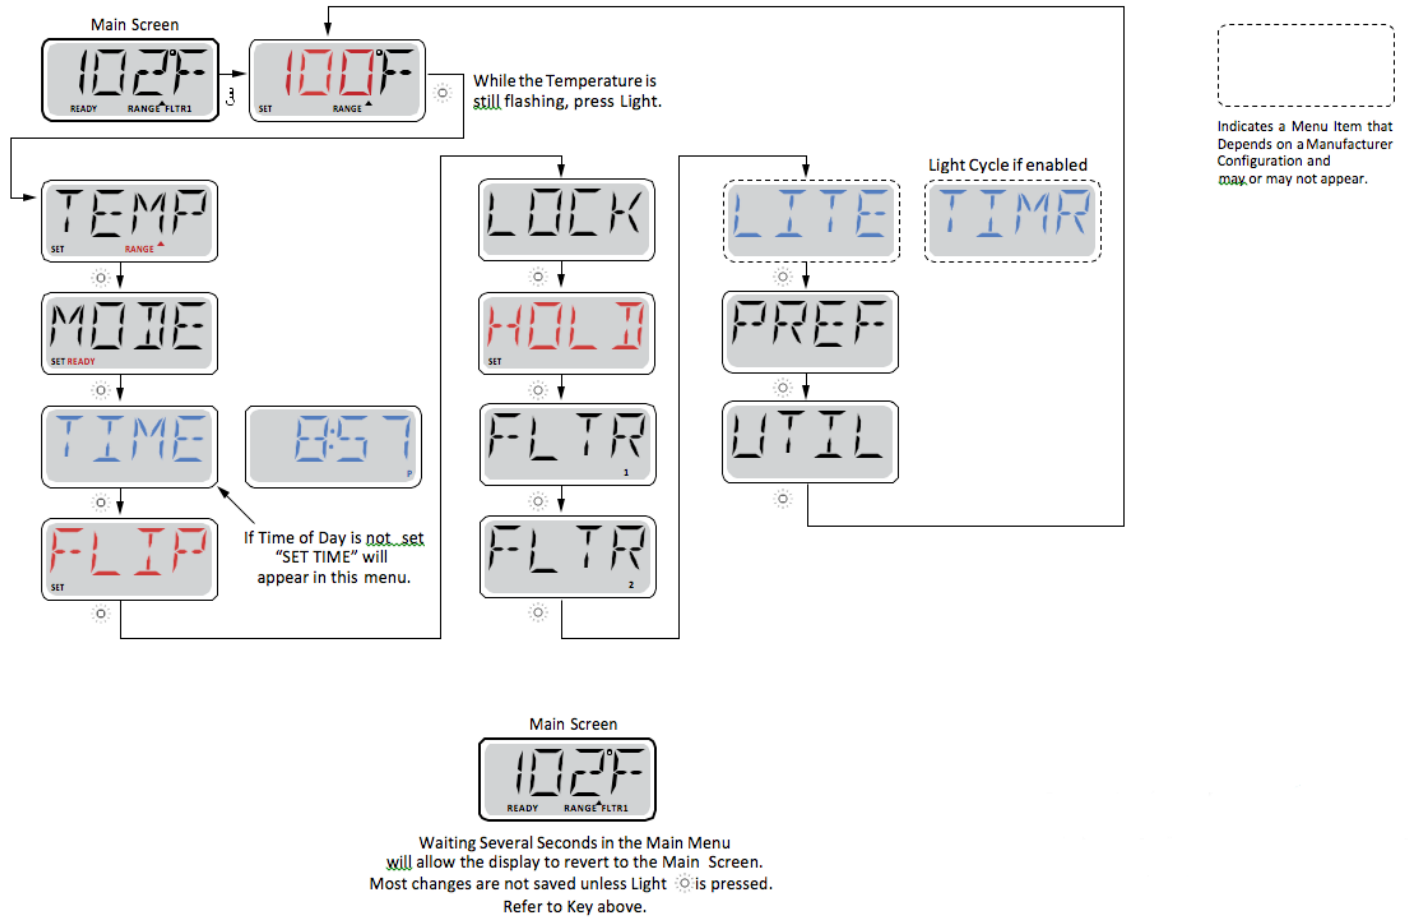 Main Screen
102°F
READY RANGE FLTR1
100°F
SET RANGE
While the Temperature is
still flashing, press Light.
Indicates a Menu Item that
Depends on a Manufacturer
Configuration and
may or may not appear.
TEMP
SET RANGE
MODE
SET READY
TIME
8:57
P
If Time of Day is not set
“SET TIME” will
appear in this menu.
FLIP
SET
LOCK
HOLD
SET
FLTR
1
FLTR
2
LITE
Light Cycle if enabled
TIMR
PREF
UTIL
Main Screen
102°F
READY RANGE FLTR1
Waiting Several Seconds in the Main Menu
will allow the display to revert to the Main Screen.
Most changes are not saved unless Light is pressed.
Refer to Key above.